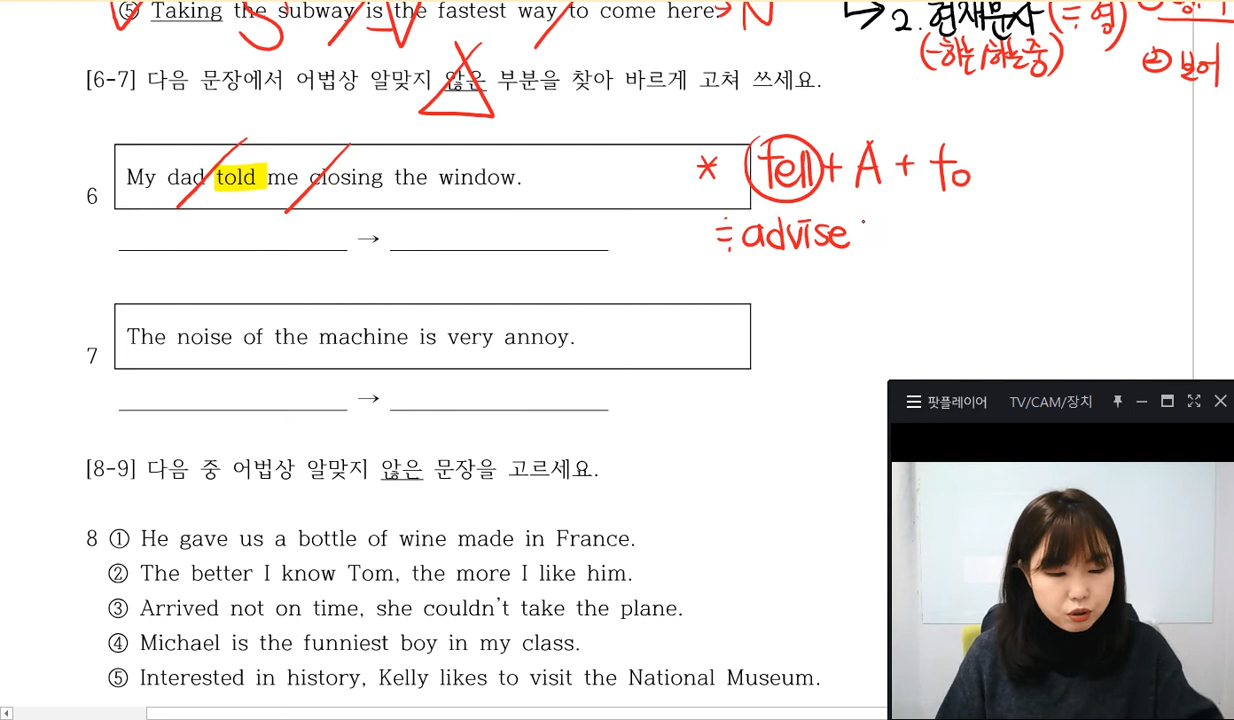 ⑤ Taking the subway is the fastest way to come here. → N
V S V
2. 현재분사 (≒ 형)
(-하는/하는 중)
② 보어
[6-7] 다음 문장에서 어법상 알맞지 않은 부분을 찾아 바르게 고쳐 쓰세요.
6 My dad told me closing the window.
* (tell + A + to
≒ advise
→
7 The noise of the machine is very annoy.
→
팟플레이어 TV/CAM/장치
[8-9] 다음 중 어법상 알맞지 않은 문장을 고르세요.
8 ① He gave us a bottle of wine made in France.
② The better I know Tom, the more I like him.
③ Arrived not on time, she couldn't take the plane.
④ Michael is the funniest boy in my class.
⑤ Interested in history, Kelly likes to visit the National Museum.